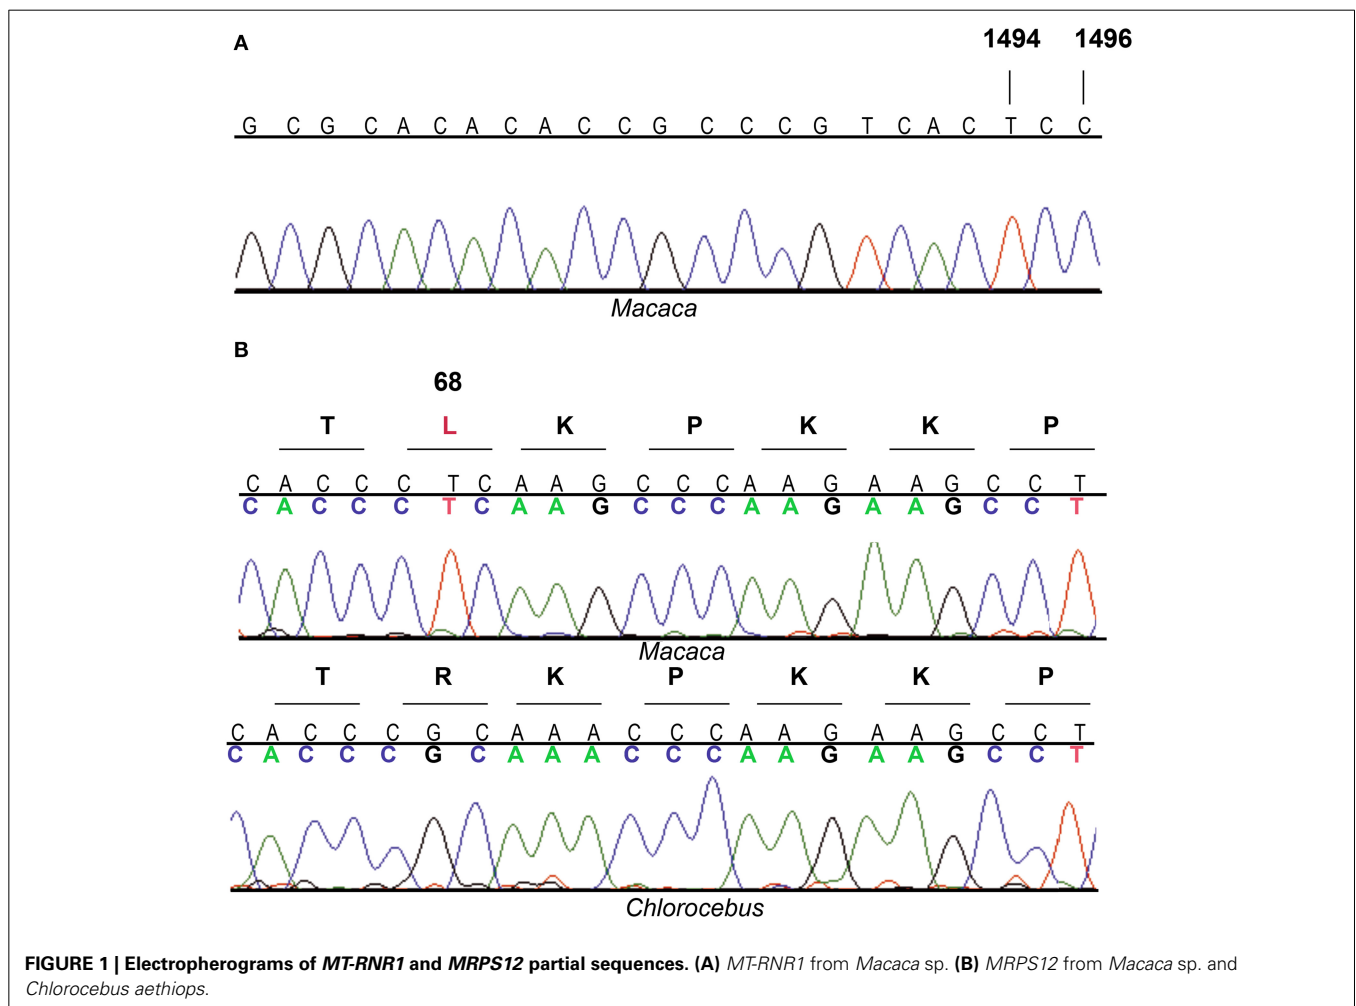 A
1494 1496
G C G C A C A C A C C G C C C G T C A C T C C
Macaca
B
68
T L K P K K P
C A C C C T C A A G C C C A A G A A G C C T
C A C C C T C A A G C C C A A G A A G C C T
Macaca
T R K P K K P
C A C C C G C A A A C C C A A G A A G C C T
C A C C C G C A A A C C C A A G A A G C C T
Chlorocebus
FIGURE 1 | Electropherograms of MT-RNR1 and MRPS12 partial sequences. (A) MT-RNR1 from Macaca sp. (B) MRPS12 from Macaca sp. and
Chlorocebus aethiops.